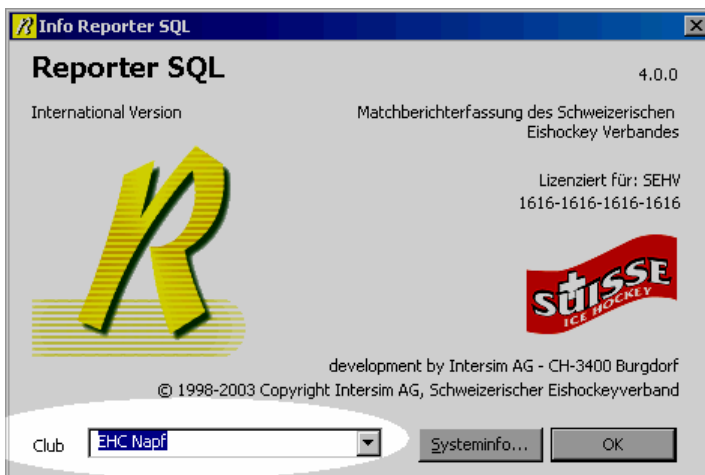 Info Reporter SQL
Reporter SQL
4.0.0
International Version
Matchberichterfassung des Schweizerischen
Eishockey Verbandes
Lizenziert für: SEHV
1616-1616-1616-1616
R
SUISSE
ICE HOCKEY
development by Intersim AG - CH-3400 Burgdorf
© 1998-2003 Copyright Intersim AG, Schweizerischer Eishockeyverband
Club
EHC Napf
Systeminfo...
OK